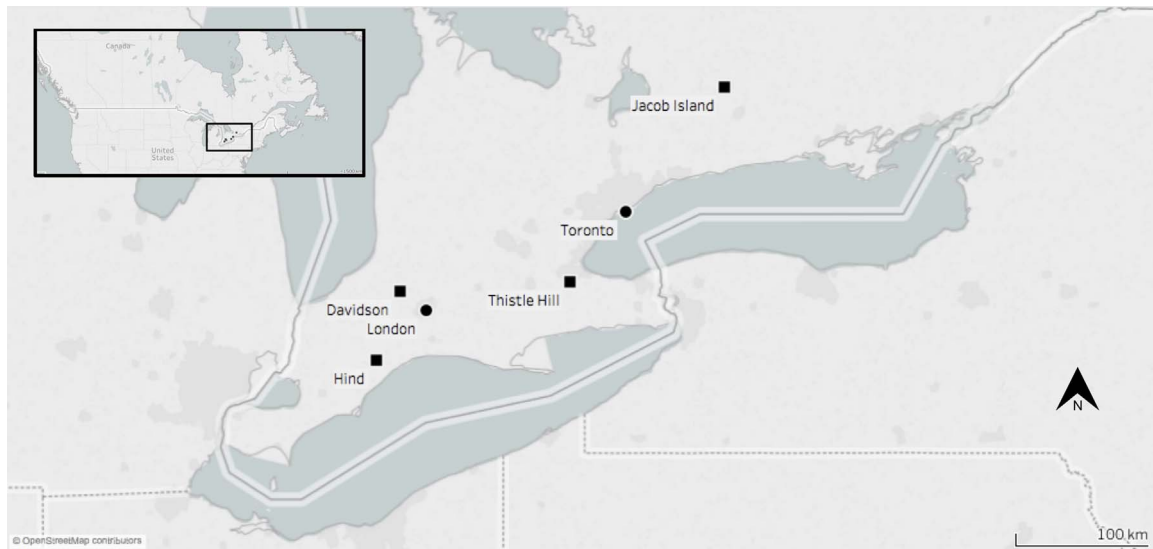 Canada
United
States
Jacob Island
Toronto
Thistle Hill
Davidson
London
Hind
N
© OpenStreetMap contributors
100 km